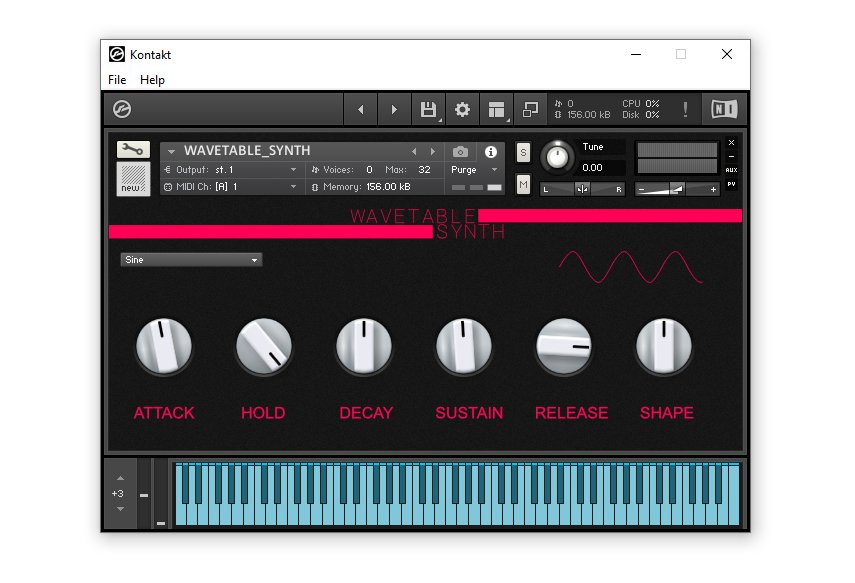 Kontakt
File Help
0
156.00 kB
CPU 0%
Disk 0%
!
NI
WAVETABLE_SYNTH
Output: st.1
Voices: 0 Max: 32
Purge
MIDI Ch: [A] 1
Memory: 156.00 kB
new
S
M
Tune
0.00
L R
- +
AUX
PV
WAVETABLE
SYNTH
Sine
ATTACK HOLD DECAY SUSTAIN RELEASE SHAPE
+3